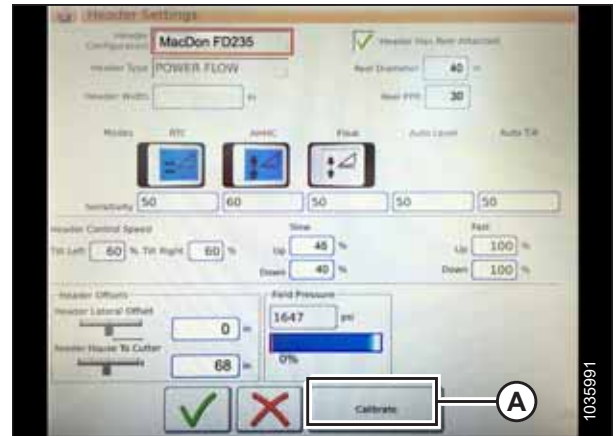 Header Settings
Header Configuration MacDon FD235 Header Has Reel Attached
Header Type POWER FLOW Reel Diameter 40 in
Header Width in Reel PPR 30
Modes RTC AHHC Float Auto Level Auto Tilt
Sensitivity 50 60 50 50 50
Header Control Speed Slow Fast
Tilt Left 60 % Tilt Right 60 % Up 45 % Up 100 %
Down 40 % Down 100 %
Header Offsets Field Pressure
Header Lateral Offset 1647 psi
0 in
Feeder House To Cutter 0%
68 in
Calibrate A
1035991